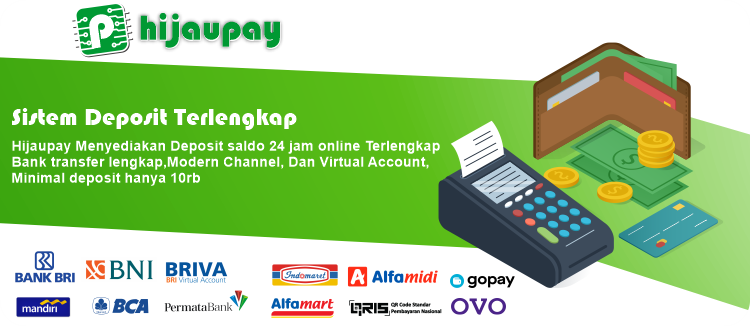 hijaupay
Sistem Deposit Terlengkap
Hijaupay Menyediakan Deposit saldo 24 jam online Terlengkap
Bank transfer lengkap,Modern Channel, Dan Virtual Account,
Minimal deposit hanya 10rb
BANK BRI
BNI
BRIVA
BRI Virtual Account
Indomaret
Alfamidi
gopay
mandiri
BCA
PermataBank
Alfamart
QRIS
QR Code Standar
Pembayaran Nasional
OVO